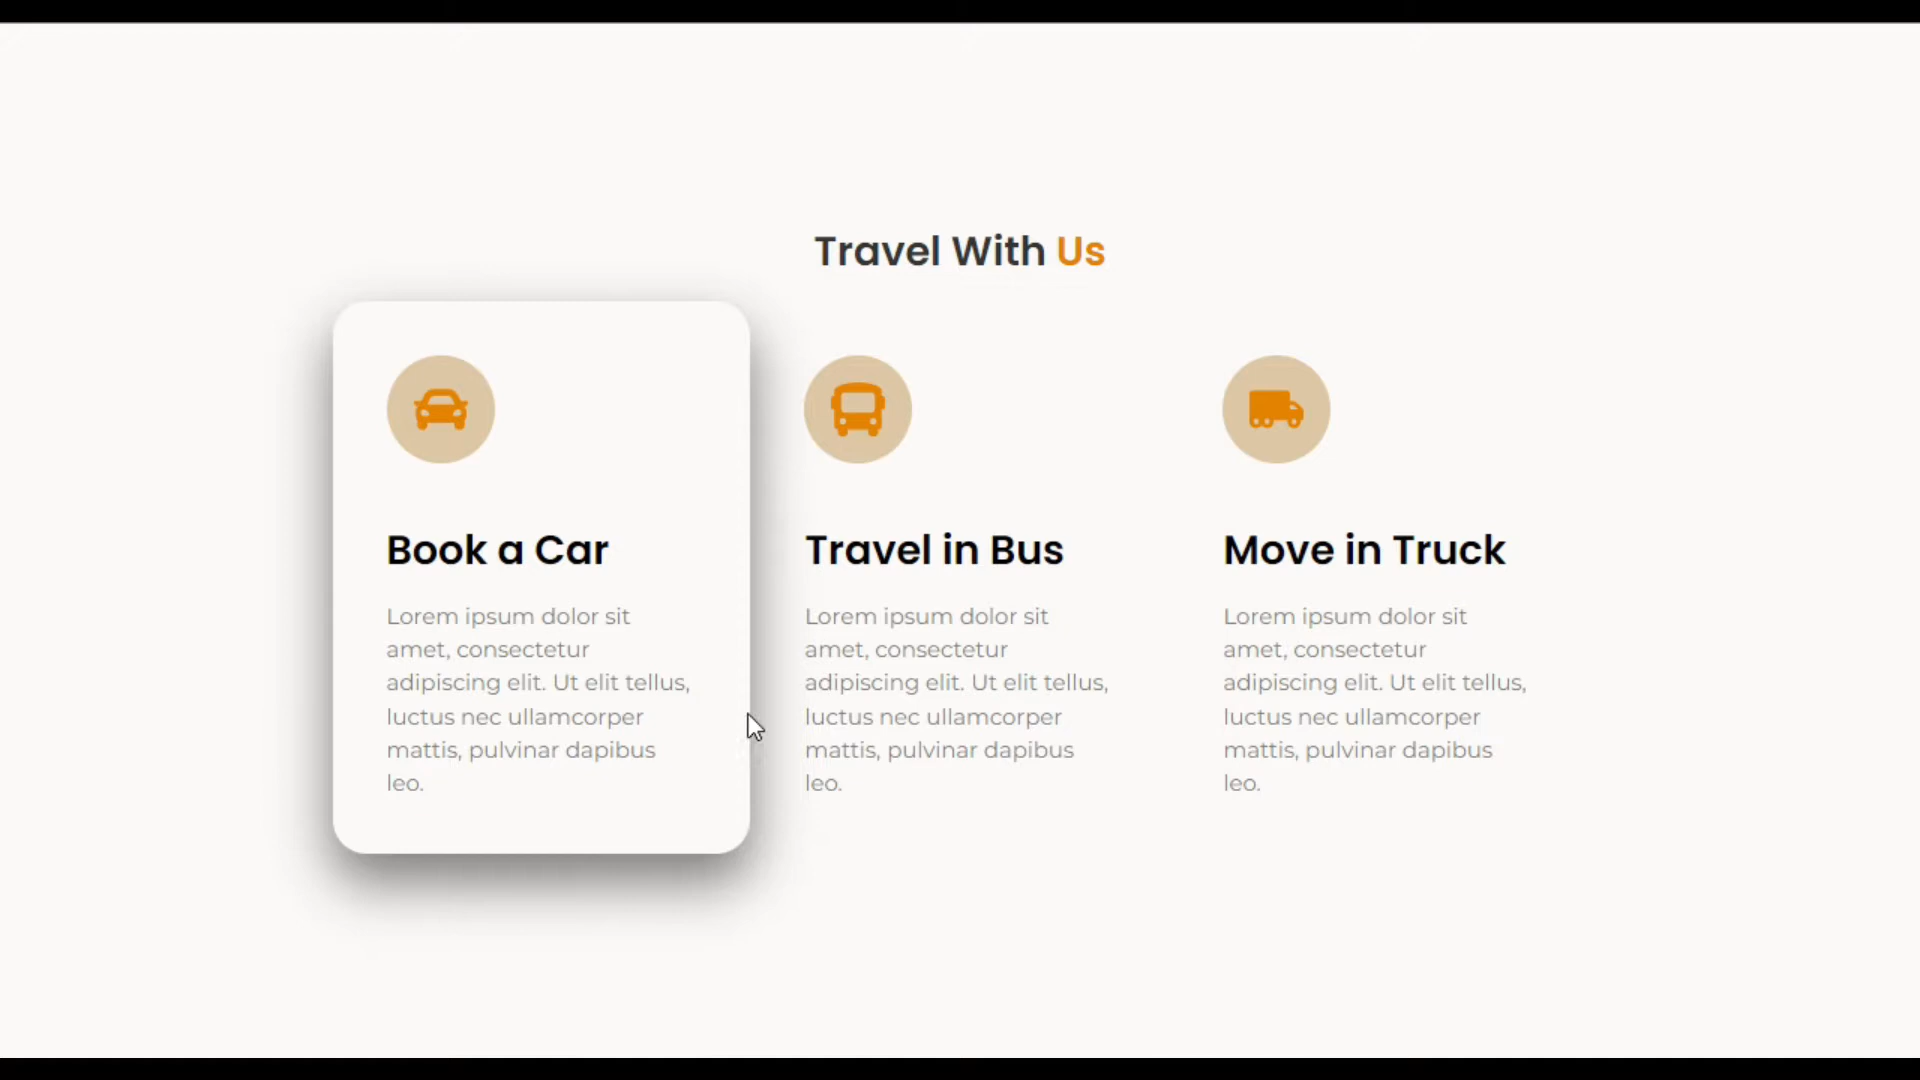 Travel With Us
Book a Car
Lorem ipsum dolor sit
amet, consectetur
adipiscing elit. Ut elit tellus,
luctus nec ullamcorper
mattis, pulvinar dapibus
leo.
Travel in Bus
Lorem ipsum dolor sit
amet, consectetur
adipiscing elit. Ut elit tellus,
luctus nec ullamcorper
mattis, pulvinar dapibus
leo.
Move in Truck
Lorem ipsum dolor sit
amet, consectetur
adipiscing elit. Ut elit tellus,
luctus nec ullamcorper
mattis, pulvinar dapibus
leo.